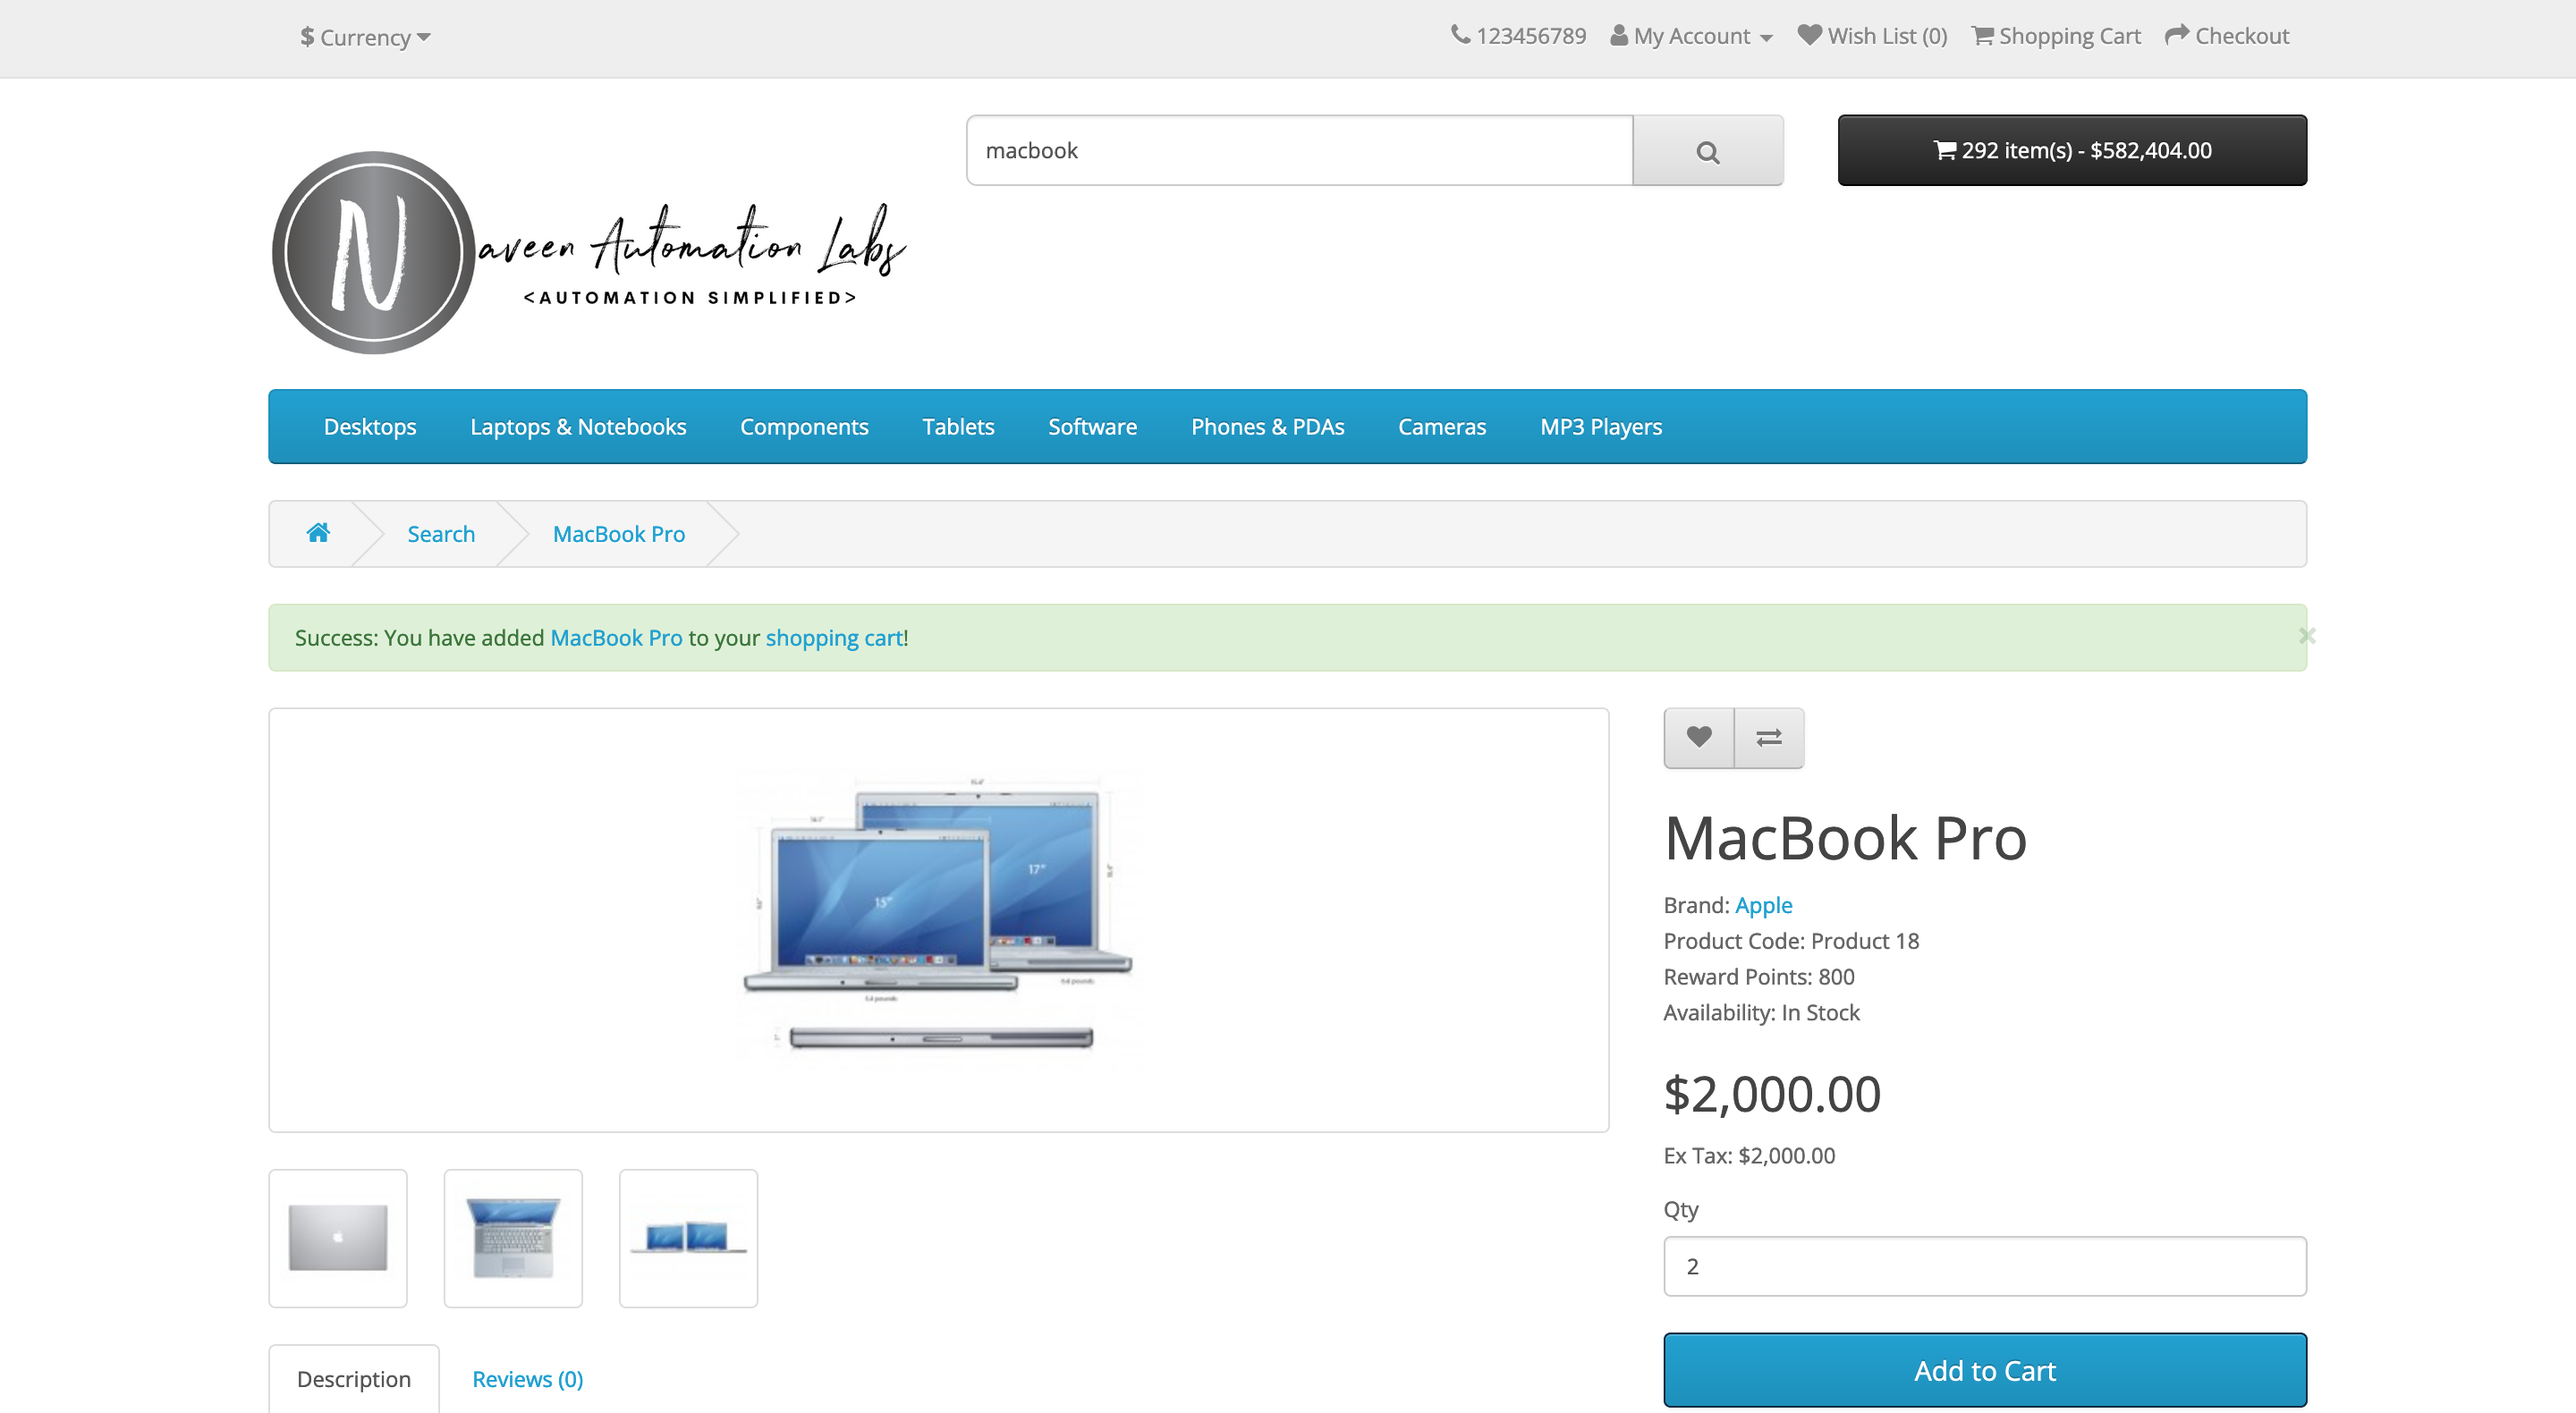 $ Currency
123456789 My Account Wish List (0) Shopping Cart Checkout
macbook
292 item(s) - $582,404.00
Naveen Automation Labs
<AUTOMATION SIMPLIFIED>
Desktops Laptops & Notebooks Components Tablets Software Phones & PDAs Cameras MP3 Players
Search MacBook Pro
Success: You have added MacBook Pro to your shopping cart!
×
17"
15"
MacBook Pro
Brand: Apple
Product Code: Product 18
Reward Points: 800
Availability: In Stock
$2,000.00
Ex Tax: $2,000.00
Qty
2
Add to Cart
Description Reviews (0)